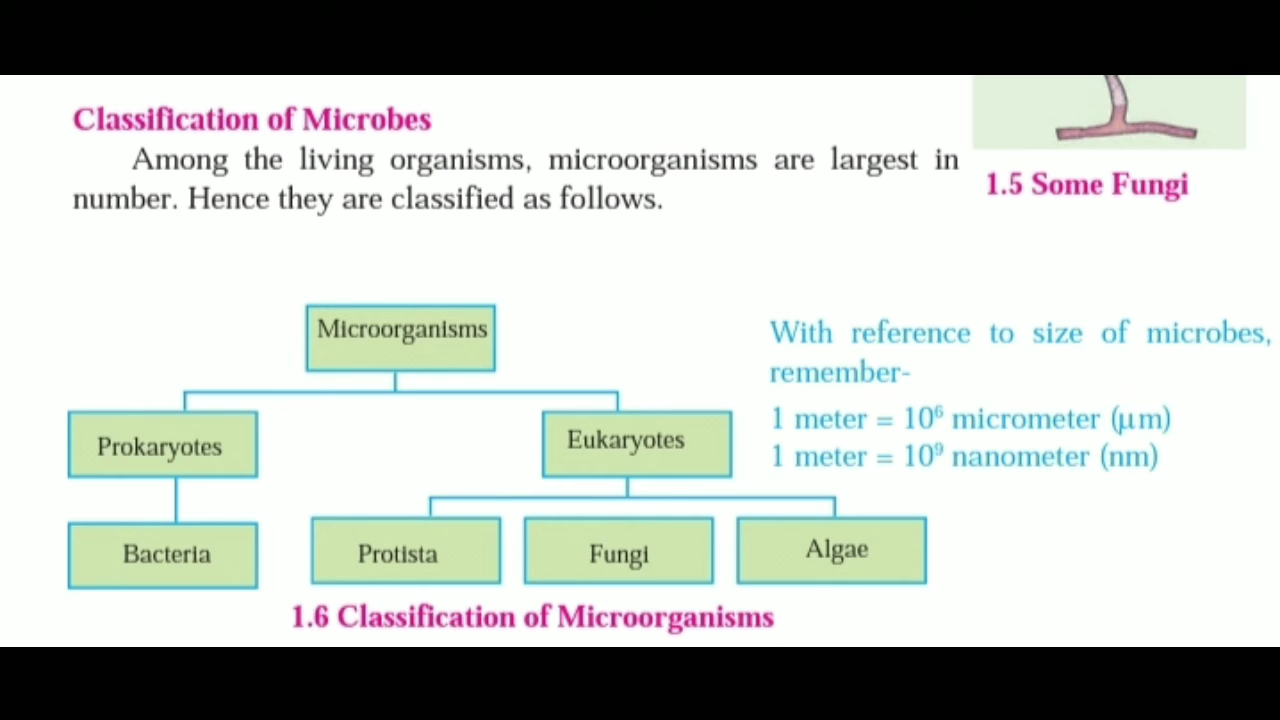 Classification of Microbes
Among the living organisms, microorganisms are largest in
number. Hence they are classified as follows.
1.5 Some Fungi
Microorganisms
Prokaryotes
Eukaryotes
Bacteria
Protista
Fungi
Algae
1.6 Classification of Microorganisms
With reference to size of microbes,
remember-
1 meter = 10⁶ micrometer (μm)
1 meter = 10⁹ nanometer (nm)